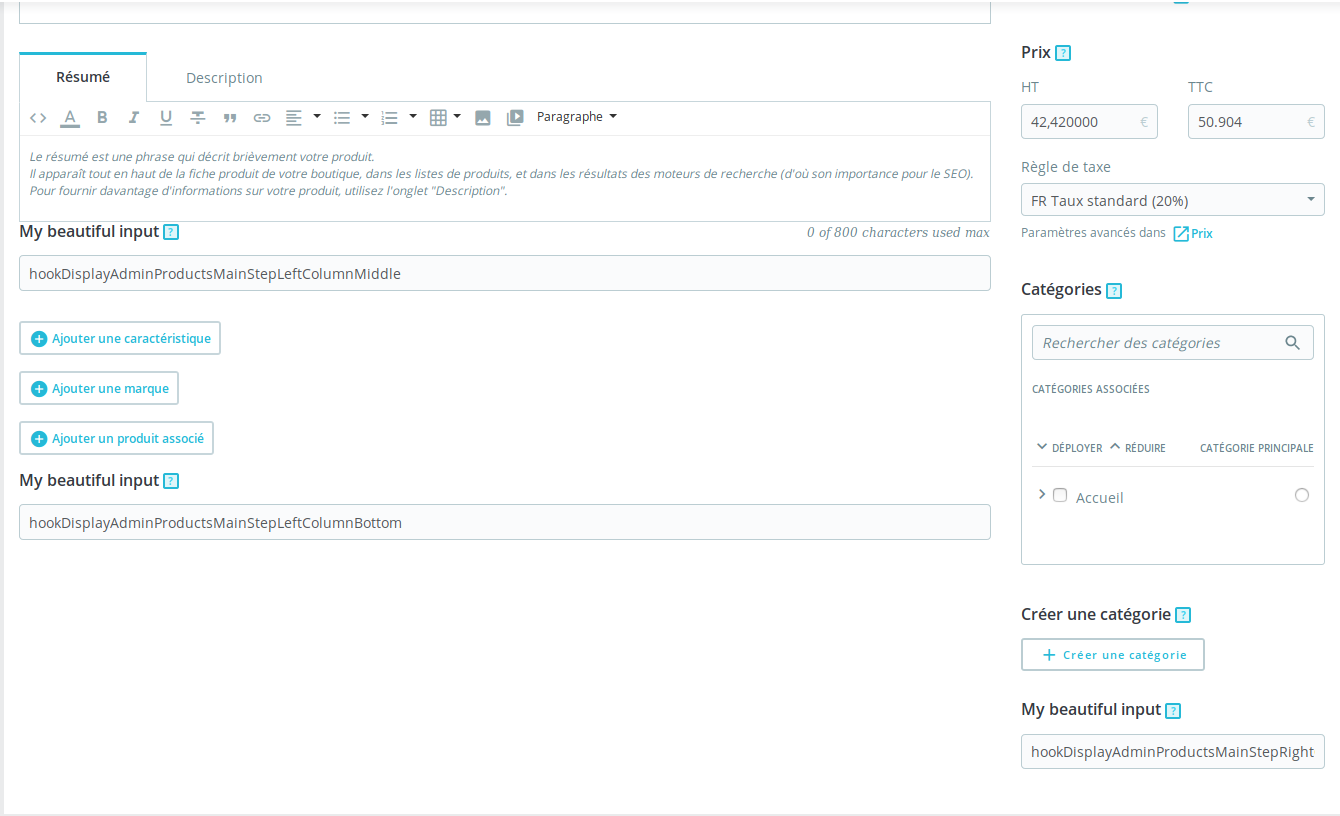 Résumé
Description
Paragraphe
Le résumé est une phrase qui décrit brièvement votre produit.
Il apparaît tout en haut de la fiche produit de votre boutique, dans les listes de produits, et dans les résultats des moteurs de recherche (d'où son importance pour le SEO).
Pour fournir davantage d'informations sur votre produit, utilisez l'onglet "Description".
My beautiful input ?
0 of 800 characters used max
hookDisplayAdminProductsMainStepLeftColumnMiddle
Ajouter une caractéristique
Ajouter une marque
Ajouter un produit associé
My beautiful input ?
hookDisplayAdminProductsMainStepLeftColumnBottom
Prix ?
HT
TTC
42,420000 €
50.904 €
Règle de taxe
FR Taux standard (20%)
Paramètres avancés dans Prix
Catégories ?
Rechercher des catégories
CATÉGORIES ASSOCIÉES
DÉPLOYER RÉDUIRE CATÉGORIE PRINCIPALE
Accueil
Créer une catégorie ?
+ Créer une catégorie
My beautiful input ?
hookDisplayAdminProductsMainStepRight